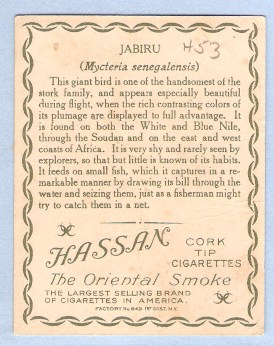 JABIRU
453
(Mycteria senegalensis)
This giant bird is one of the handsomest of the
stork family, and appears especially beautiful
during flight, when the rich contrasting colors of
its plumage are displayed to full advantage. It
is found on both the White and Blue Nile,
through the Soudan and on the east and west
coasts of Africa. It is very shy and rarely seen by
explorers, so that but little is known of its habits.
It feeds on small fish, which it captures in a re-
markable manner by drawing its bill through the
water and seizing them, just as a fisherman might
try to catch them in a net.
HASSAN
CORK
TIP
CIGARETTES
The Oriental Smoke
THE LARGEST SELLING BRAND
OF CIGARETTES IN AMERICA.
FACTORY No. 649 1ST DIST. N.Y.